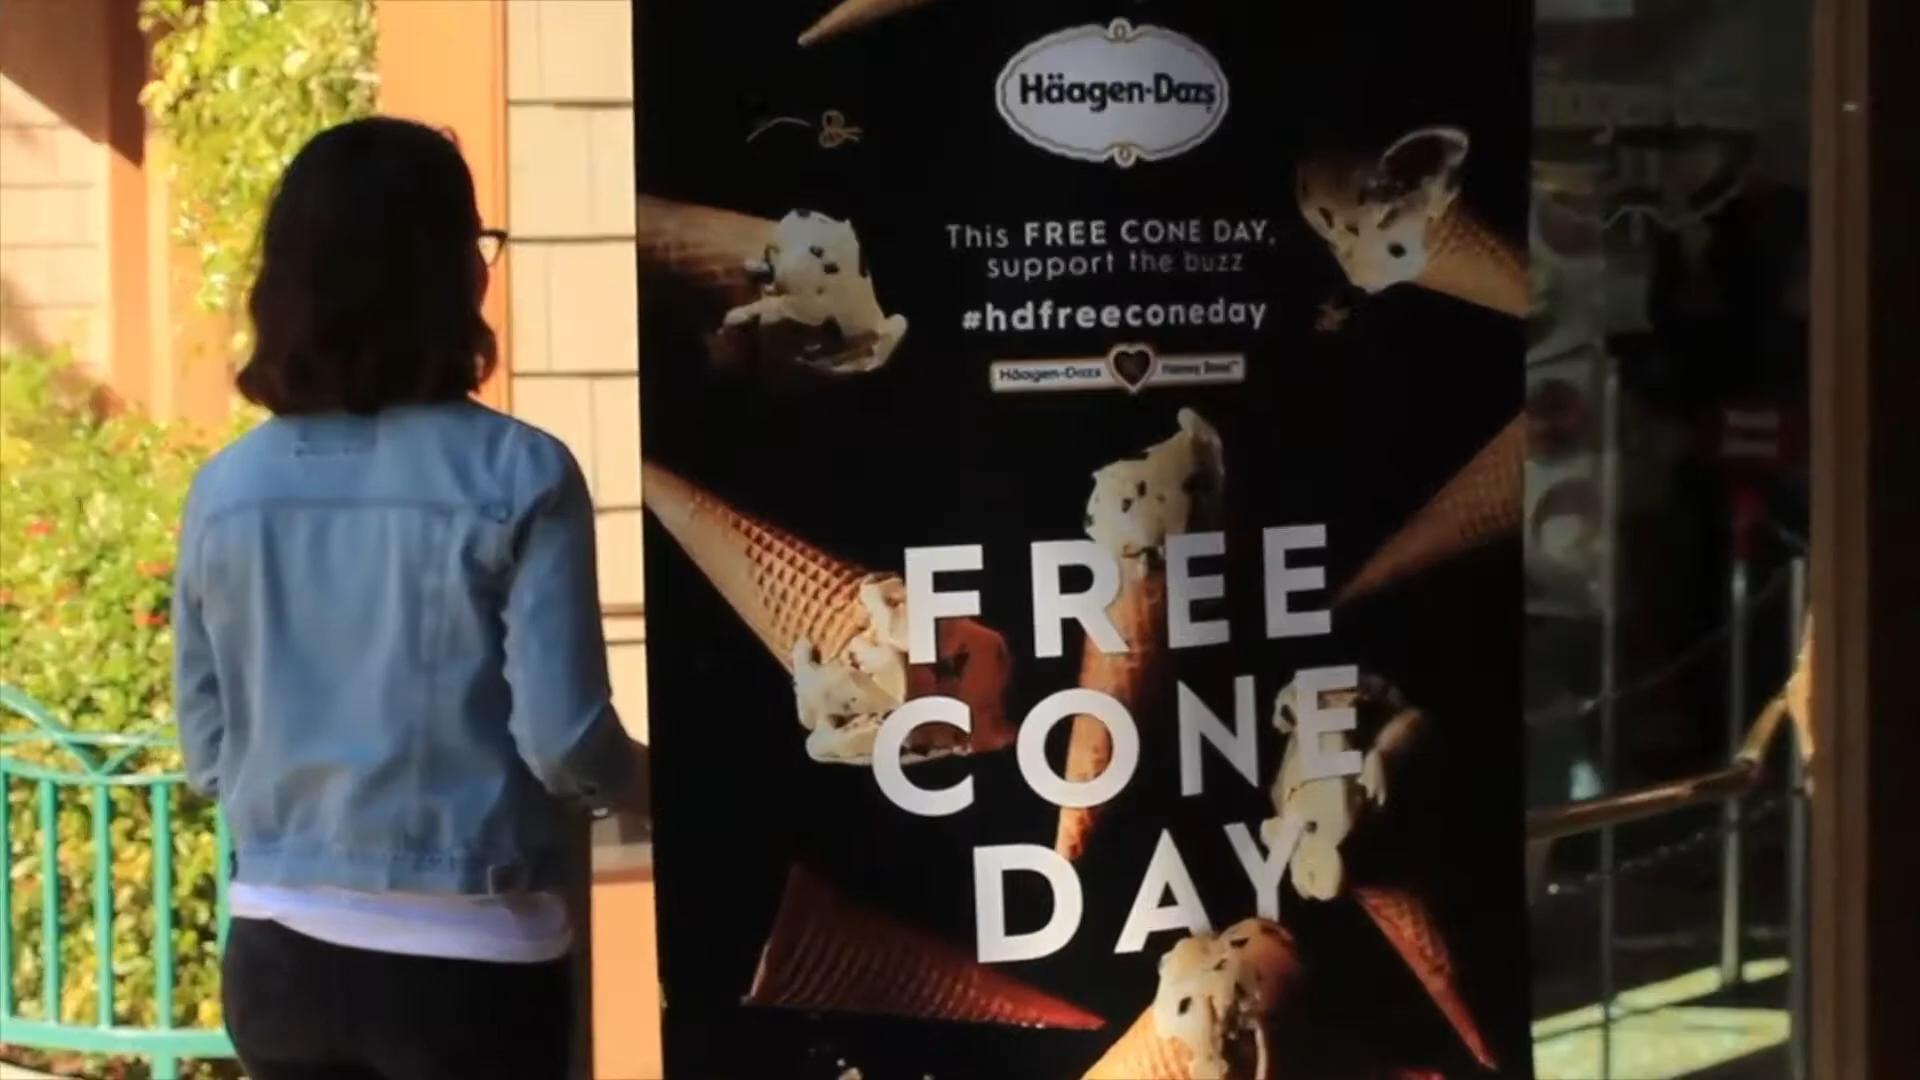 Häagen-Dazs
This FREE CONE DAY,
support the buzz
#hdfreeconeday
Häagen-Dazs
FREE
CONE
DAY